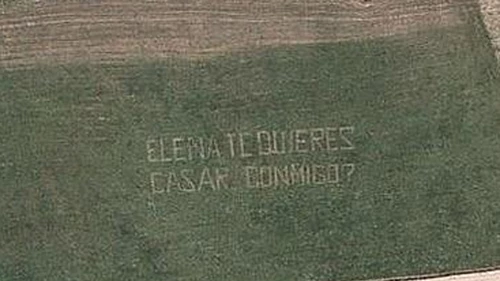 ELENA TE QUIERES
CASAR CONMIGO?